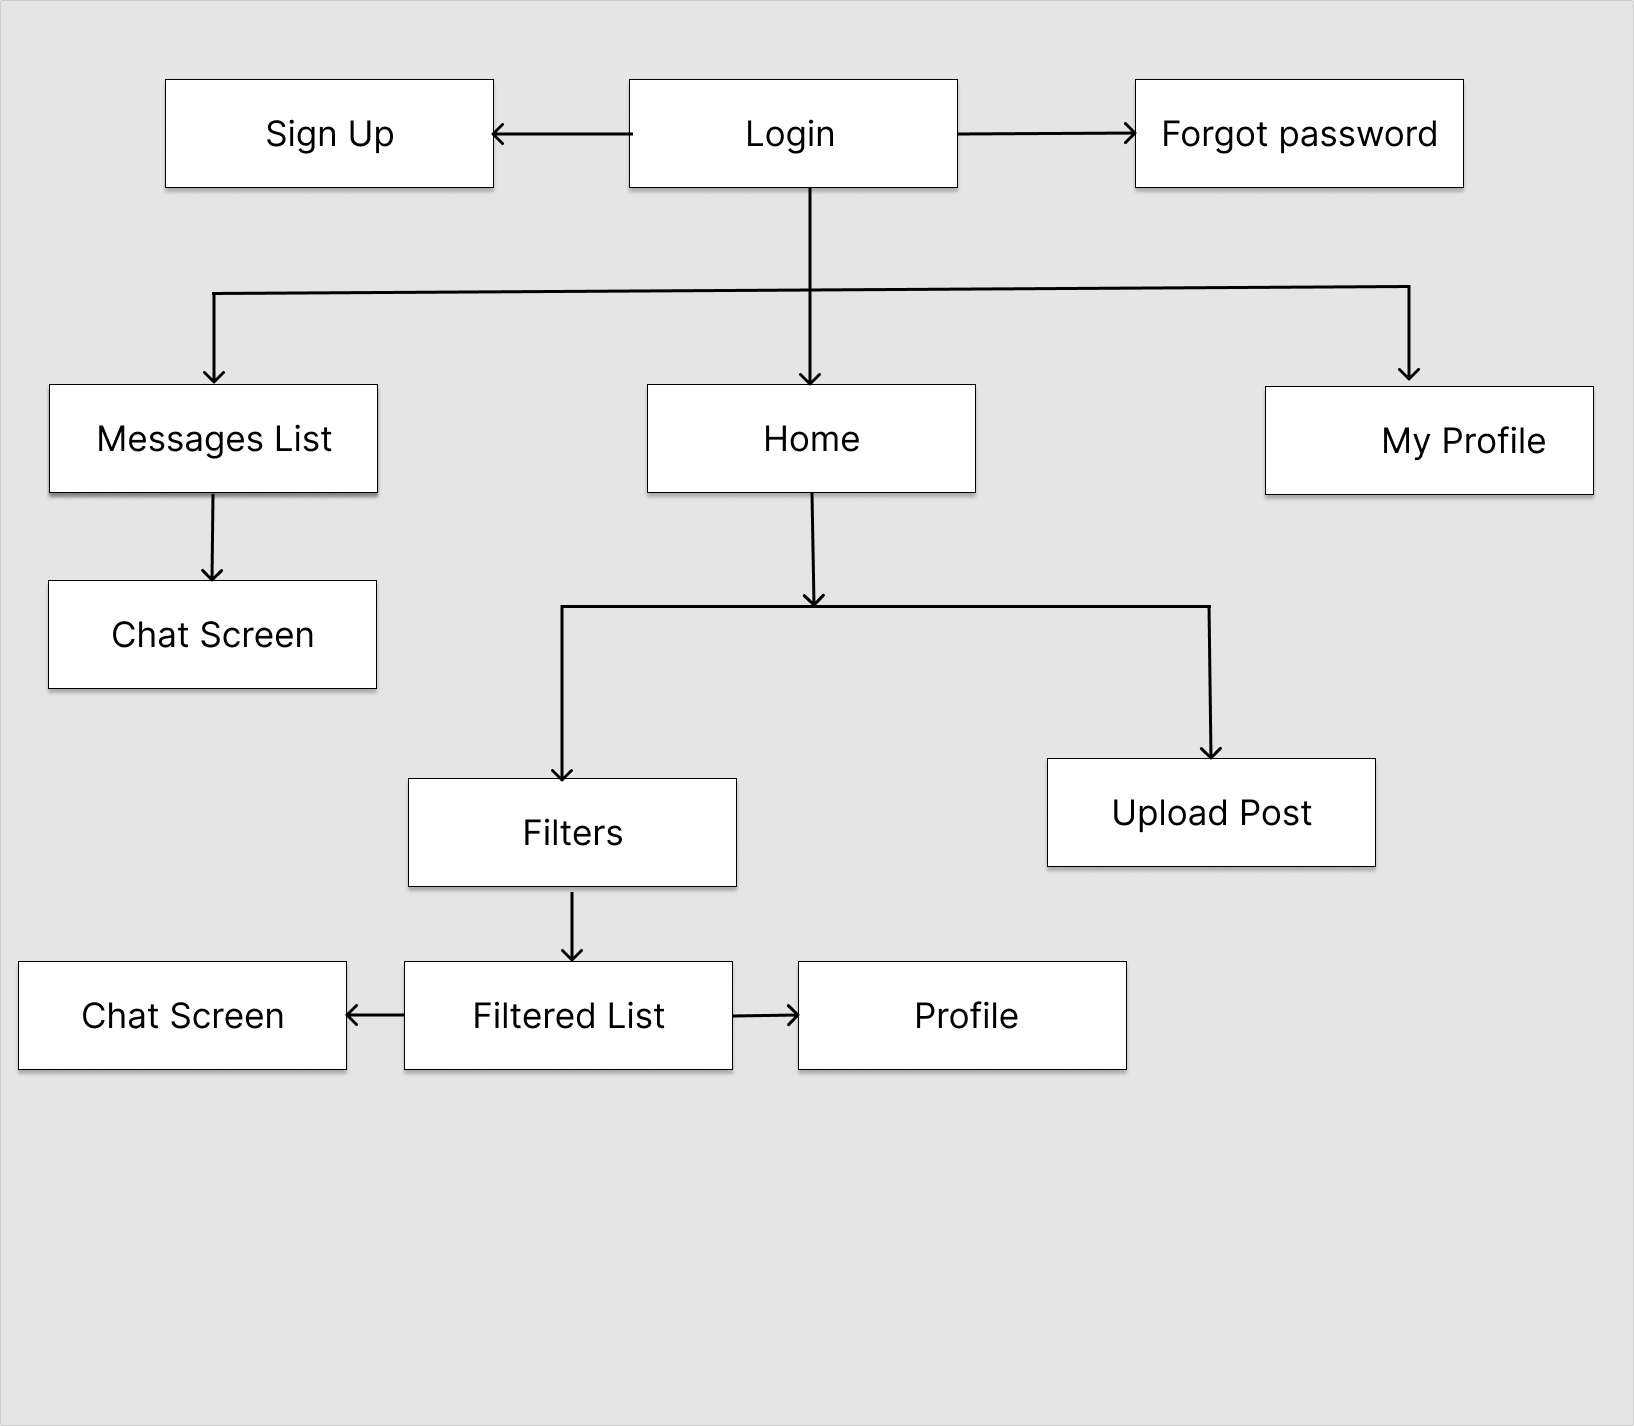 Sign Up
Login
Forgot password
Messages List
Home
My Profile
Chat Screen
Filters
Upload Post
Chat Screen
Filtered List
Profile